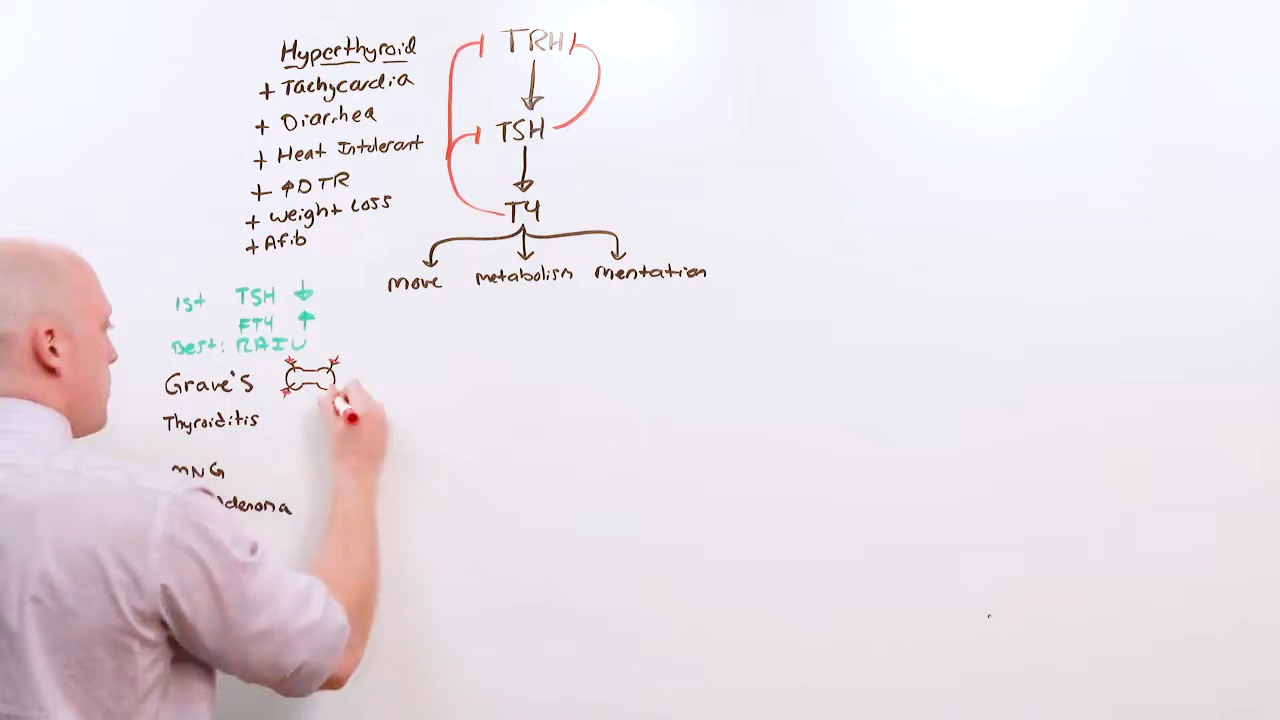 Hyperthyroid
+ Tachycardia
+ Diarrhea
+ Heat Intolerant
+ ↑DTR
+ Weight Loss
+ Afib
TRH
TSH
T4
move metabolism mentation
1st TSH ↓
FT4 ↑
Best: RAIU
Grave's
Thyroiditis
MNG